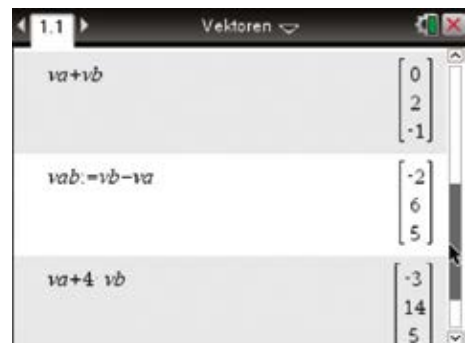 1.1 Vektoren
va+vb [0 2 -1]
vab:=vb−va [-2 6 5]
va+4· vb [-3 14 5]